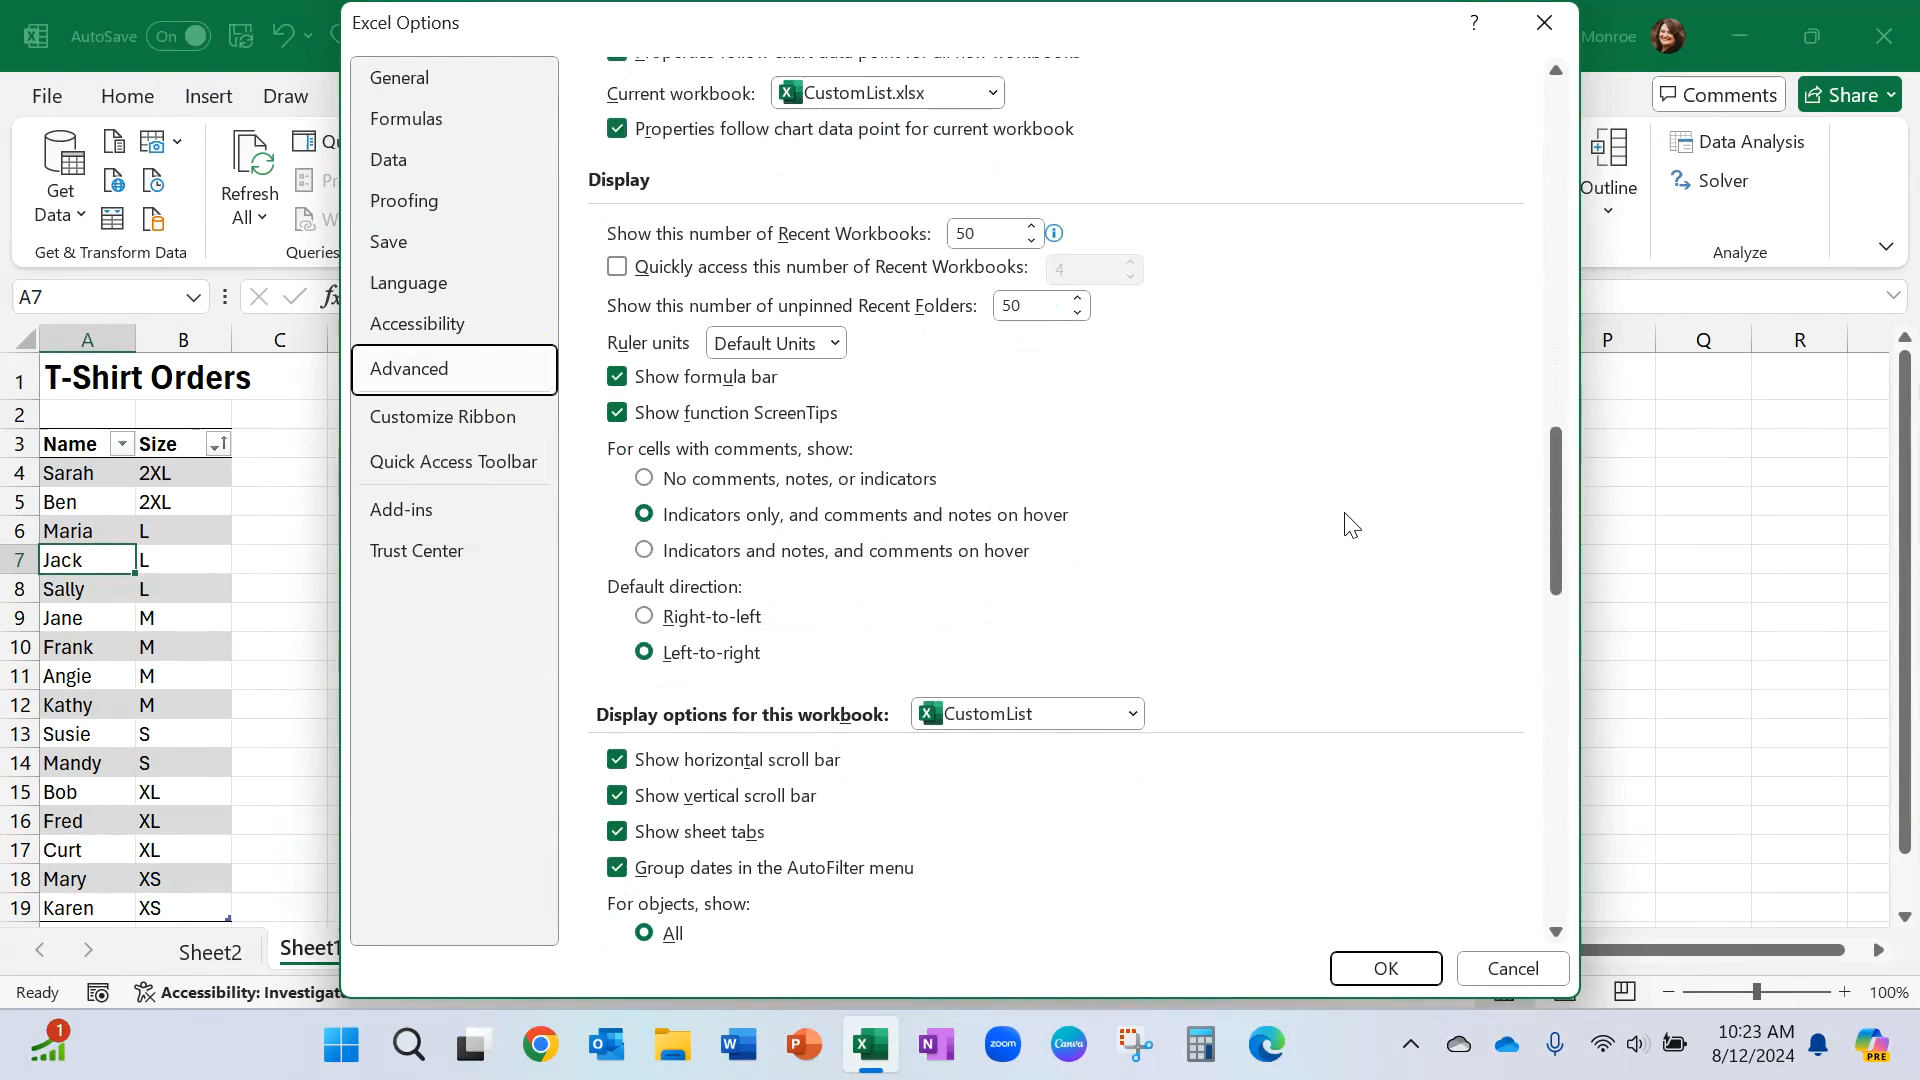 Excel Options
?
AutoSave
On
Monroe
File
Home
Insert
Draw
Comments
Share
Get
Data
Refresh
All
Get & Transform Data
Queries
Outline
Data Analysis
Solver
Analyze
A7
fx
A
B
C
P
Q
R
1 T-Shirt Orders
2
3 Name Size
4 Sarah 2XL
5 Ben 2XL
6 Maria L
7 Jack L
8 Sally L
9 Jane M
10 Frank M
11 Angie M
12 Kathy M
13 Susie S
14 Mandy S
15 Bob XL
16 Fred XL
17 Curt XL
18 Mary XS
19 Karen XS
Sheet2
Sheet1
Ready
Accessibility: Investigat
100%
General
Formulas
Data
Proofing
Save
Language
Accessibility
Advanced
Customize Ribbon
Quick Access Toolbar
Add-ins
Trust Center
Current workbook: CustomList.xlsx
Properties follow chart data point for current workbook
Display
Show this number of Recent Workbooks: 50
Quickly access this number of Recent Workbooks: 4
Show this number of unpinned Recent Folders: 50
Ruler units Default Units
Show formula bar
Show function ScreenTips
For cells with comments, show:
No comments, notes, or indicators
Indicators only, and comments and notes on hover
Indicators and notes, and comments on hover
Default direction:
Right-to-left
Left-to-right
Display options for this workbook: CustomList
Show horizontal scroll bar
Show vertical scroll bar
Show sheet tabs
Group dates in the AutoFilter menu
For objects, show:
All
OK
Cancel
1
zoom
Canva
10:23 AM
8/12/2024
PRE